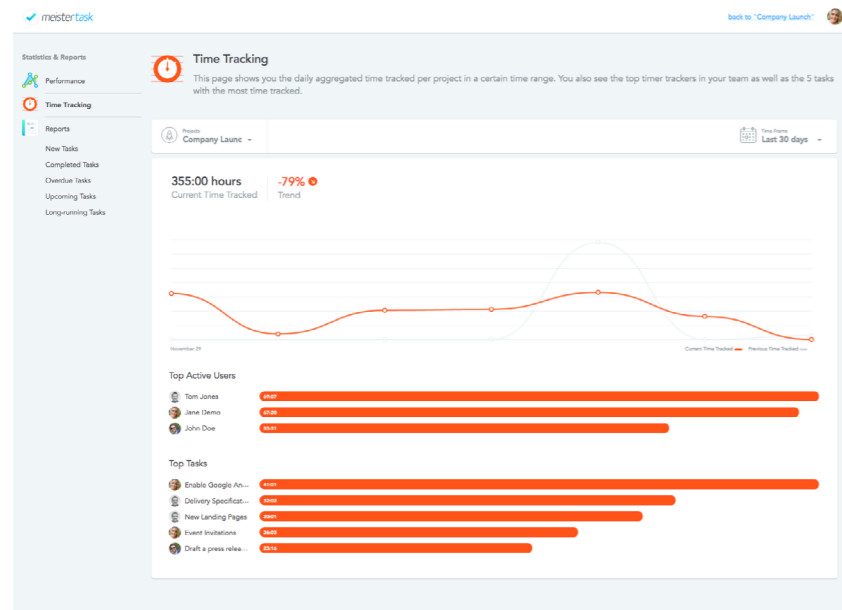 meistertask
back to "Company Launch"
Statistics & Reports
Performance
Time Tracking
Reports
New Tasks
Completed Tasks
Overdue Tasks
Upcoming Tasks
Long-running Tasks
Time Tracking
This page shows you the daily aggregated time tracked per project in a certain time range. You also see the top timer trackers in your team as well as the 5 tasks
with the most time tracked.
Projects
Company Launc
Time Frame
Last 30 days
355:00 hours
Current Time Tracked
-79%
Trend
November 29
Current Time Tracked
Previous Time Tracked
Top Active Users
Tom Jones
Jane Demo
John Doe
Top Tasks
Enable Google An...
41:01
Delivery Specificat...
New Landing Pages
Event Invitations
Draft a press relea...
23:16